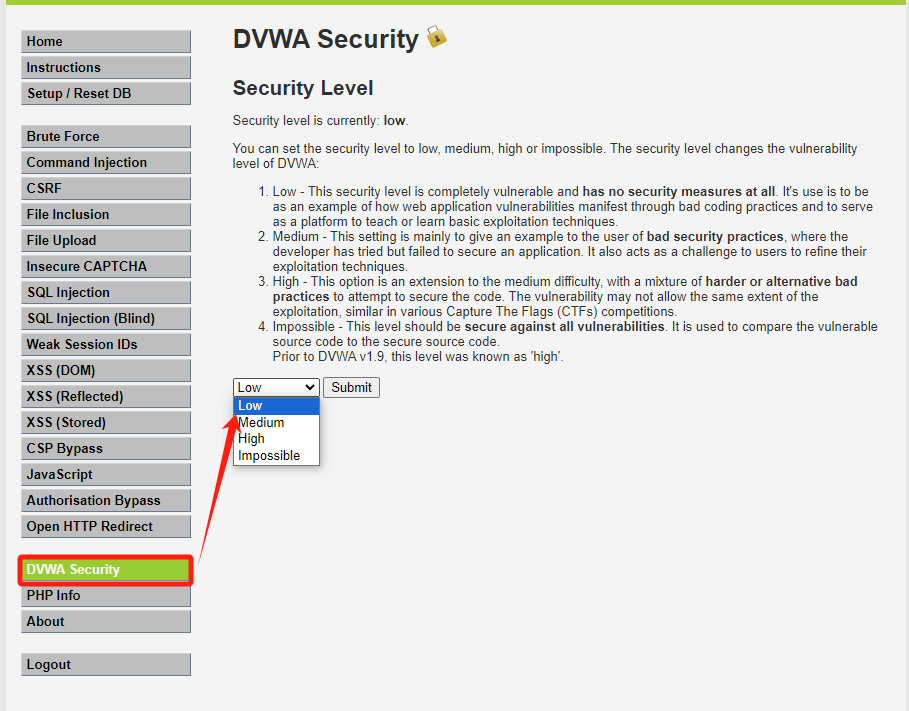 Home
Instructions
Setup / Reset DB
Brute Force
Command Injection
CSRF
File Inclusion
File Upload
Insecure CAPTCHA
SQL Injection
SQL Injection (Blind)
Weak Session IDs
XSS (DOM)
XSS (Reflected)
XSS (Stored)
CSP Bypass
JavaScript
Authorisation Bypass
Open HTTP Redirect
DVWA Security
PHP Info
About
Logout
DVWA Security
Security Level
Security level is currently: low.
You can set the security level to low, medium, high or impossible. The security level changes the vulnerability
level of DVWA:
1. Low - This security level is completely vulnerable and has no security measures at all. It's use is to be
as an example of how web application vulnerabilities manifest through bad coding practices and to serve
as a platform to teach or learn basic exploitation techniques.
2. Medium - This setting is mainly to give an example to the user of bad security practices, where the
developer has tried but failed to secure an application. It also acts as a challenge to users to refine their
exploitation techniques.
3. High - This option is an extension to the medium difficulty, with a mixture of harder or alternative bad
practices to attempt to secure the code. The vulnerability may not allow the same extent of the
exploitation, similar in various Capture The Flags (CTFs) competitions.
4. Impossible - This level should be secure against all vulnerabilities. It is used to compare the vulnerable
source code to the secure source code.
Prior to DVWA v1.9, this level was known as 'high'.
Low Submit
Low
Medium
High
Impossible